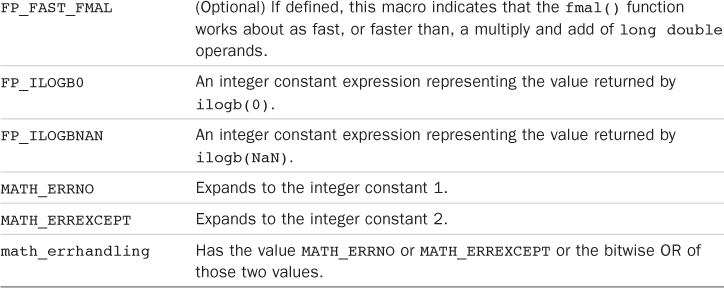 FP_FAST_FMAL (Optional) If defined, this macro indicates that the fmal() function
works about as fast, or faster than, a multiply and add of long double
operands.
FP_ILOGB0 An integer constant expression representing the value returned by
ilogb(0).
FP_ILOGBNAN An integer constant expression representing the value returned by
ilogb(NaN).
MATH_ERRNO Expands to the integer constant 1.
MATH_ERREXCEPT Expands to the integer constant 2.
math_errhandling Has the value MATH_ERRNO or MATH_ERREXCEPT or the bitwise OR of
those two values.